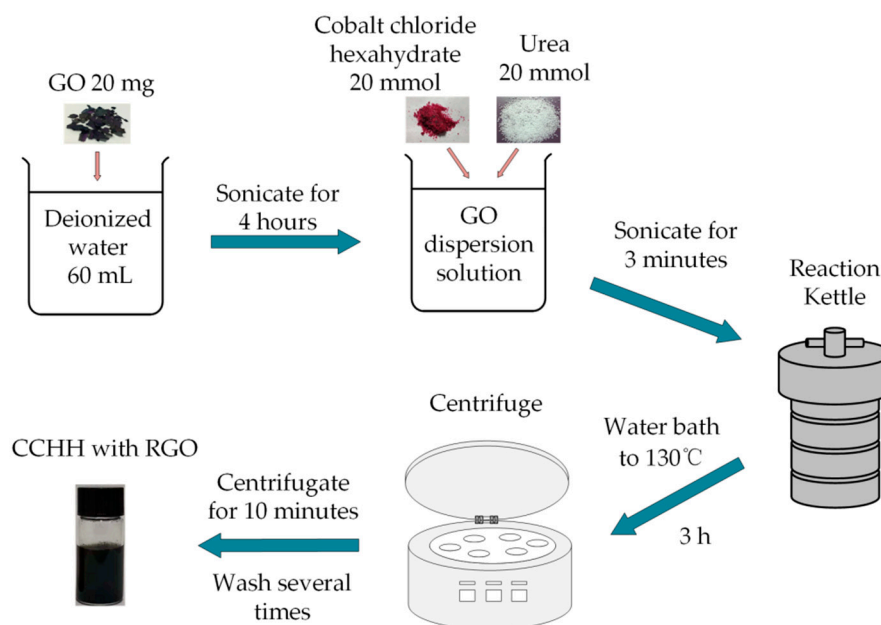 GO 20 mg
Deionized
water
60 mL
Sonicate for
4 hours
Cobalt chloride
hexahydrate
20 mmol
Urea
20 mmol
GO
dispersion
solution
Sonicate for
3 minutes
Reaction
Kettle
Water bath
to 130℃
3 h
Centrifuge
Centrifugate
for 10 minutes
Wash several
times
CCHH with RGO